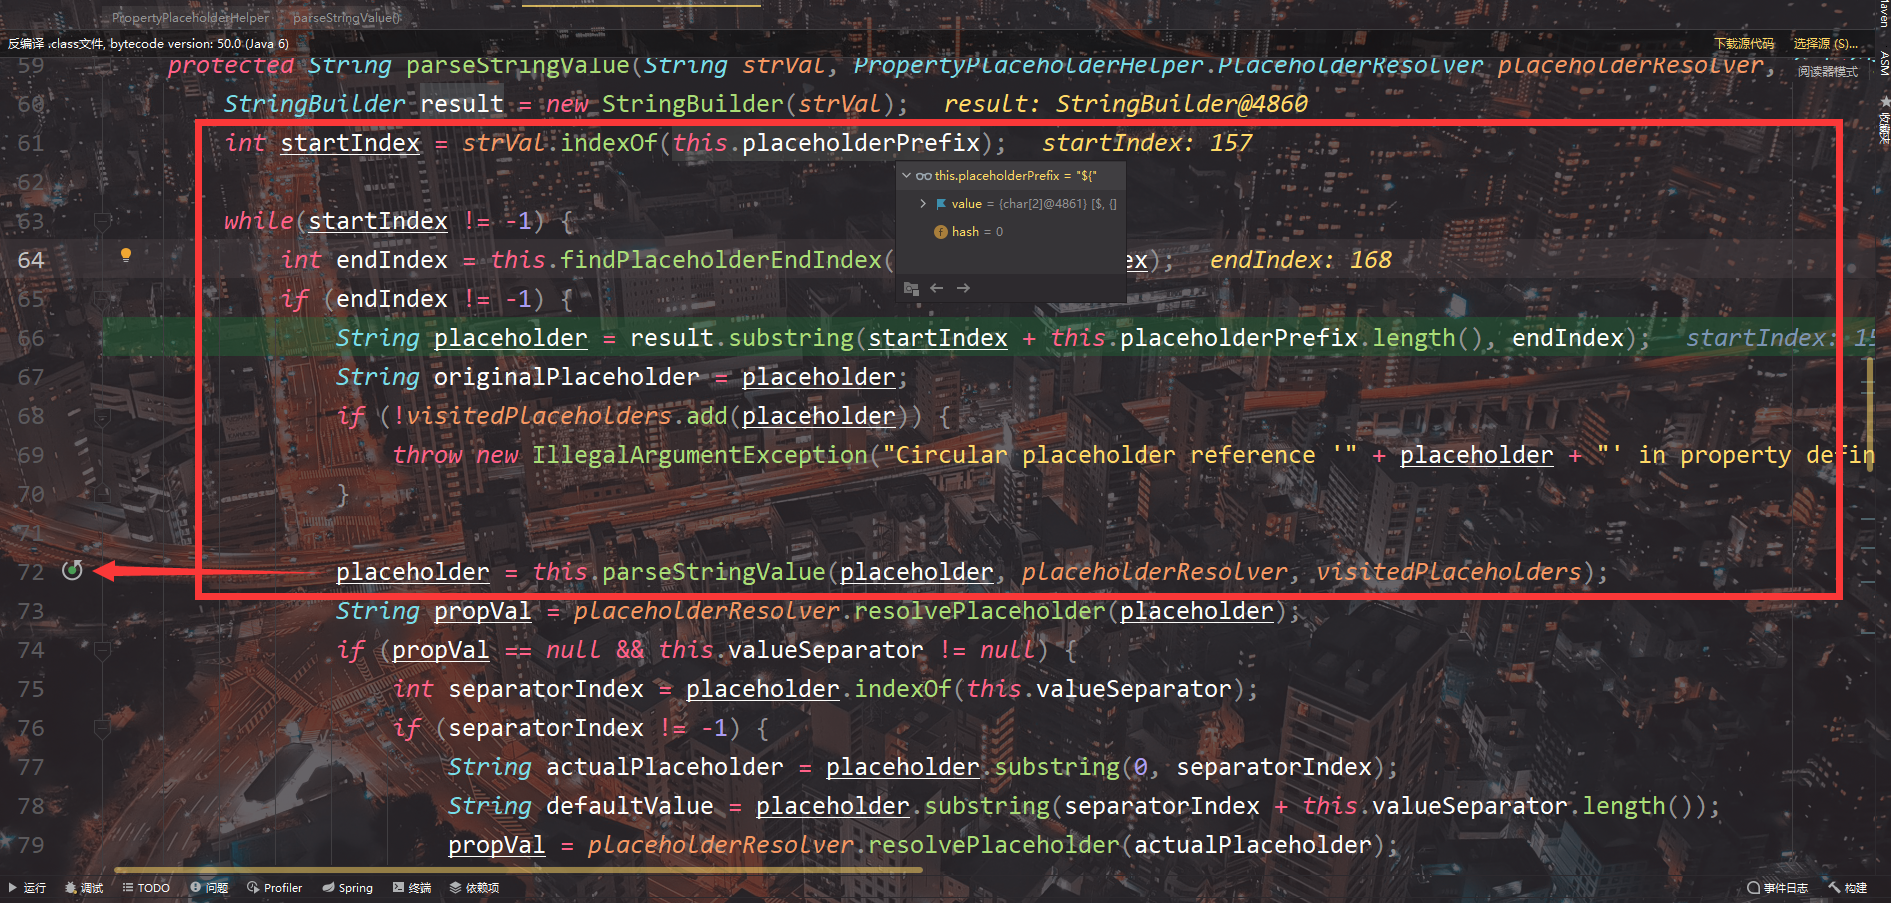 PropertyPlaceholderHelper parseStringValue()
反编译 .class文件, bytecode version: 50.0 (Java 6) 下载源代码 选择源 (S)...
阅读器模式
59 protected String parseStringValue(String strVal, PropertyPlaceholderHelper.PlaceholderResolver placeholderResolver,
60 StringBuilder result = new StringBuilder(strVal); result: StringBuilder@4860
61 int startIndex = strVal.indexOf(this.placeholderPrefix); startIndex: 157
62
this.placeholderPrefix = "${"
value = {char[2]@4861} [$, {]
hash = 0
63 while(startIndex != -1) {
64 int endIndex = this.findPlaceholderEndIndex( ex); endIndex: 168
65 if (endIndex != -1) {
66 String placeholder = result.substring(startIndex + this.placeholderPrefix.length(), endIndex); startIndex: 15
67 String originalPlaceholder = placeholder;
68 if (!visitedPlaceholders.add(placeholder)) {
69 throw new IllegalArgumentException("Circular placeholder reference '" + placeholder + "' in property defin
70 }
71
72 placeholder = this.parseStringValue(placeholder, placeholderResolver, visitedPlaceholders);
73 String propVal = placeholderResolver.resolvePlaceholder(placeholder);
74 if (propVal == null && this.valueSeparator != null) {
75 int separatorIndex = placeholder.indexOf(this.valueSeparator);
76 if (separatorIndex != -1) {
77 String actualPlaceholder = placeholder.substring(0, separatorIndex);
78 String defaultValue = placeholder.substring(separatorIndex + this.valueSeparator.length());
79 propVal = placeholderResolver.resolvePlaceholder(actualPlaceholder);
运行 调试 TODO 问题 Profiler Spring 终端 依赖项 事件日志 构建
ASM